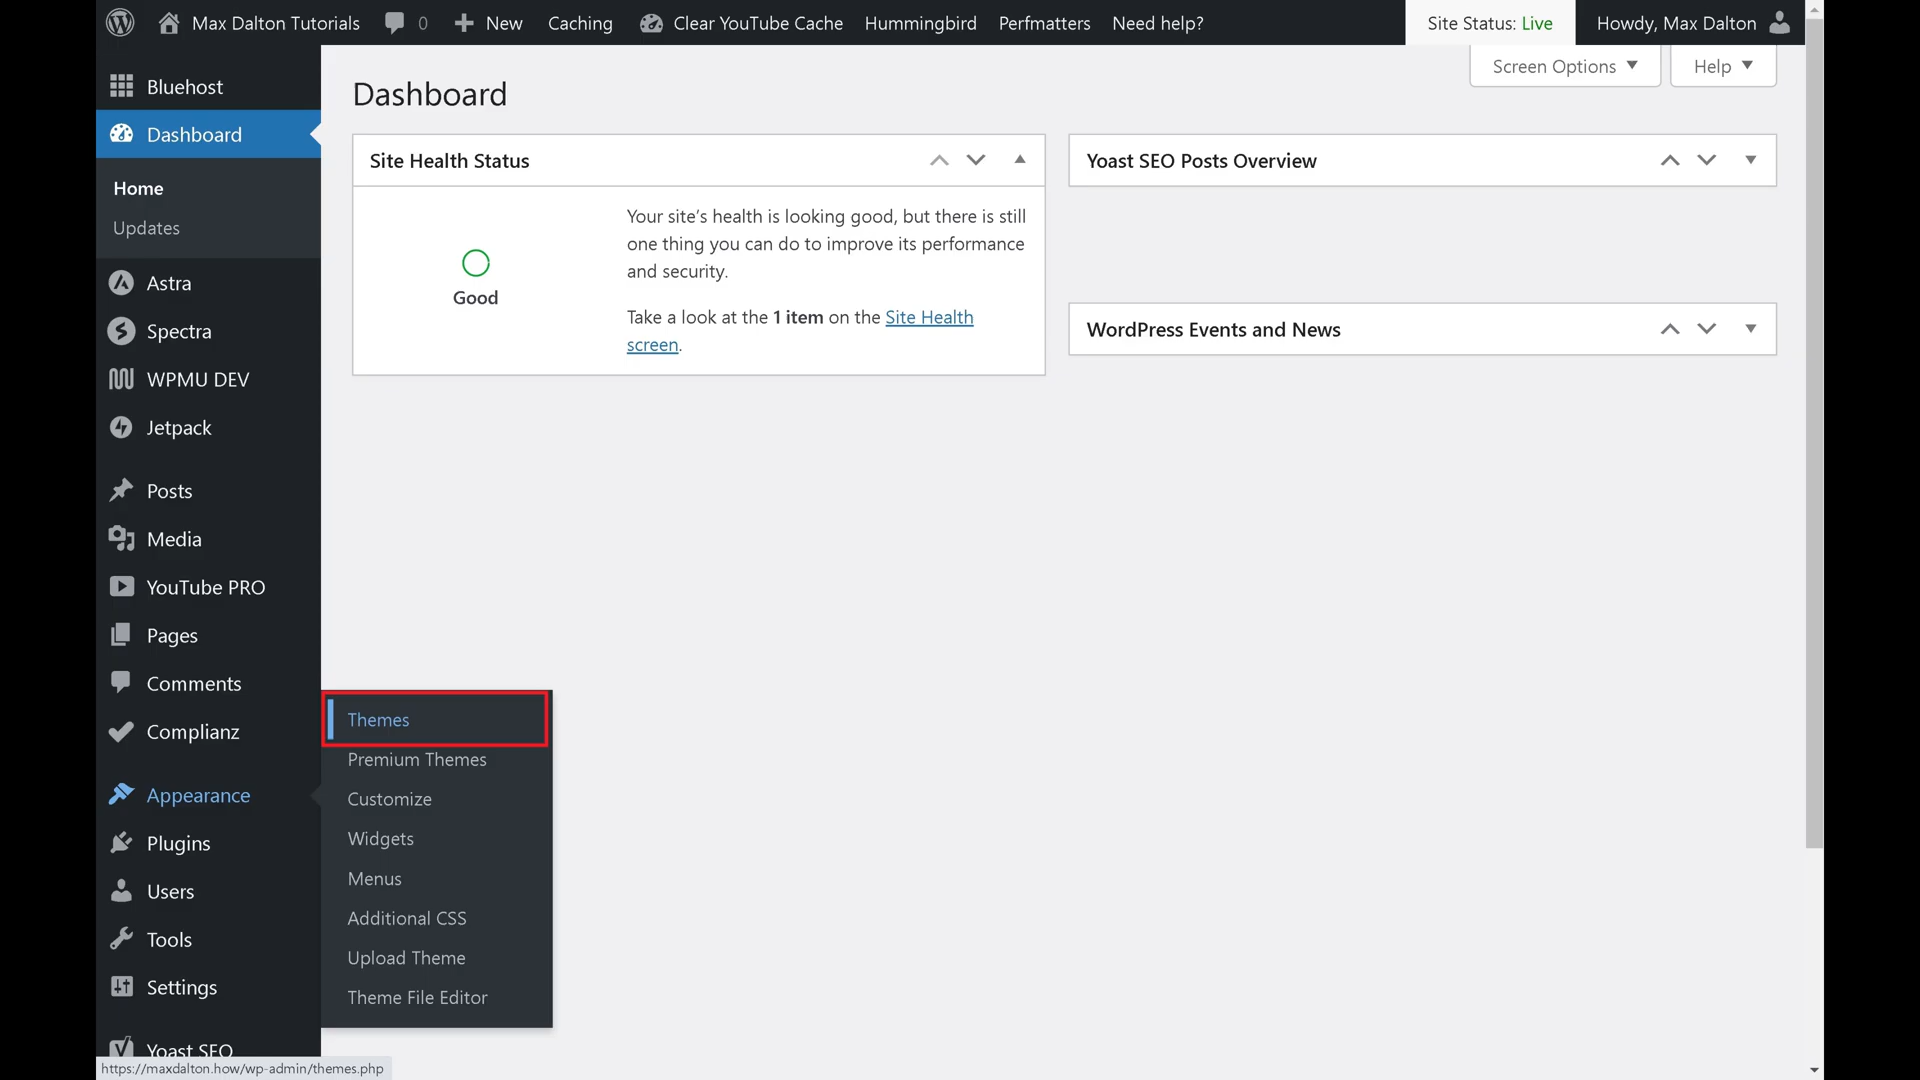 Max Dalton Tutorials 0 New Caching Clear YouTube Cache Hummingbird Perfmatters Need help? Site Status: Live Howdy, Max Dalton
Screen Options Help
Bluehost
Dashboard
Home
Updates
Astra
Spectra
WPMU DEV
Jetpack
Posts
Media
YouTube PRO
Pages
Comments
Complianz
Appearance
Plugins
Users
Tools
Settings
Yoast SEO
Themes
Premium Themes
Customize
Widgets
Menus
Additional CSS
Upload Theme
Theme File Editor
Dashboard
Site Health Status
Good
Your site's health is looking good, but there is still
one thing you can do to improve its performance
and security.
Take a look at the 1 item on the Site Health
screen.
Yoast SEO Posts Overview
WordPress Events and News
https://maxdalton.how/wp-admin/themes.php